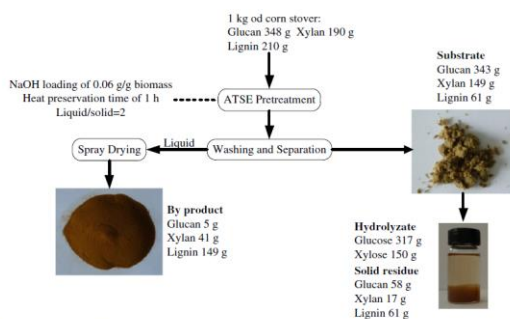 1 kg od corn stover:
Glucan 348 g Xylan 190 g
Lignin 210 g
NaOH loading of 0.06 g/g biomass
Heat preservation time of 1 h
Liquid/solid=2
ATSE Pretreatment
Substrate
Glucan 343 g
Xylan 149 g
Lignin 61 g
Spray Drying
Liquid
Washing and Separation
By product
Glucan 5 g
Xylan 41 g
Lignin 149 g
Hydrolyzate
Glucose 317 g
Xylose 150 g
Solid residue
Glucan 58 g
Xylan 17 g
Lignin 61 g